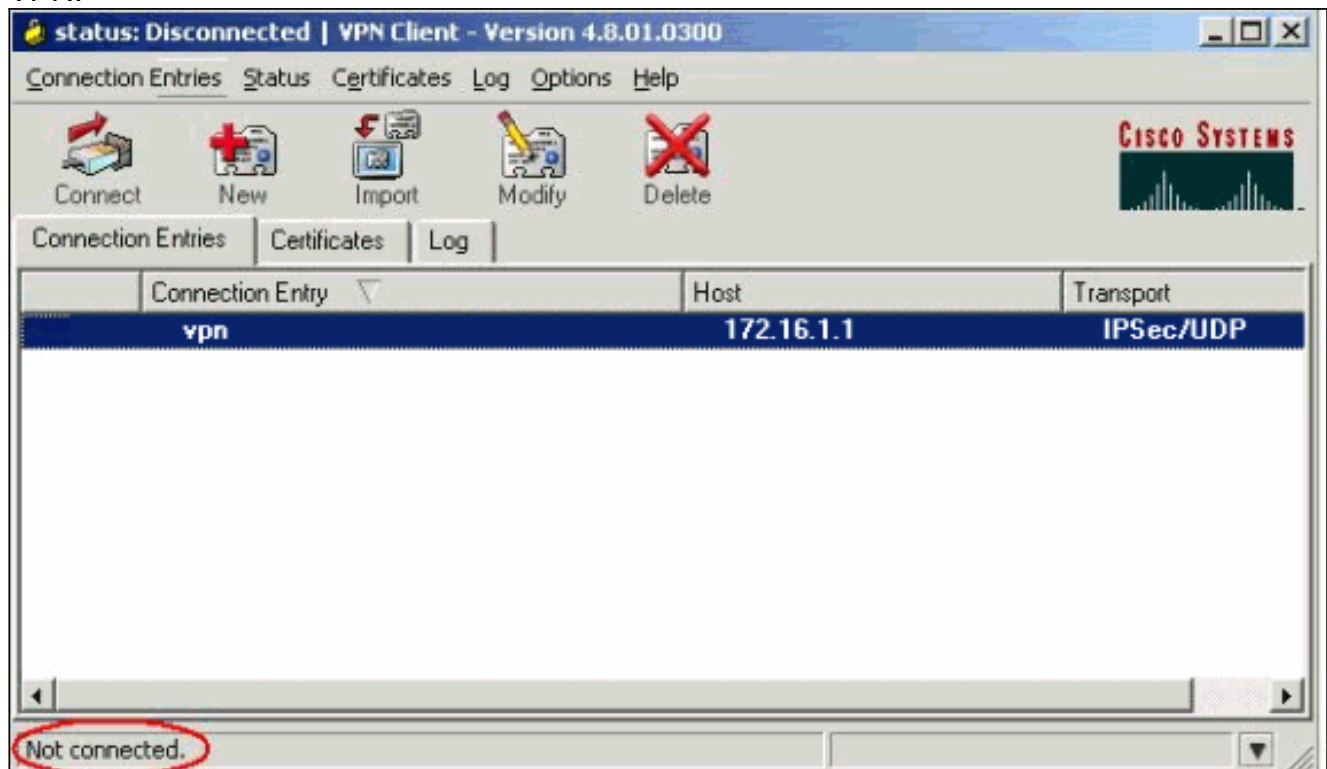 status: Disconnected | VPN Client - Version 4.8.01.0300
Connection Entries Status Certificates Log Options Help
Connect New Import Modify Delete
CISCO SYSTEMS
Connection Entries Certificates Log
Connection Entry Host Transport
vpn 172.16.1.1 IPSec/UDP
Not connected.